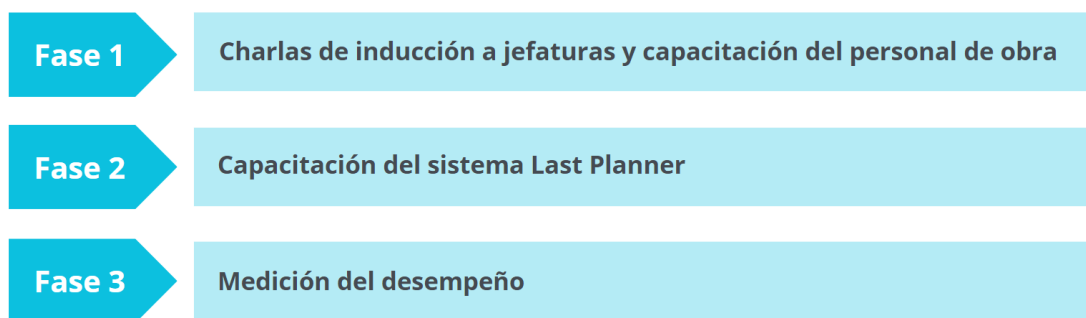 Fase 1
Charlas de inducción a jefaturas y capacitación del personal de obra
Fase 2
Capacitación del sistema Last Planner
Fase 3
Medición del desempeño